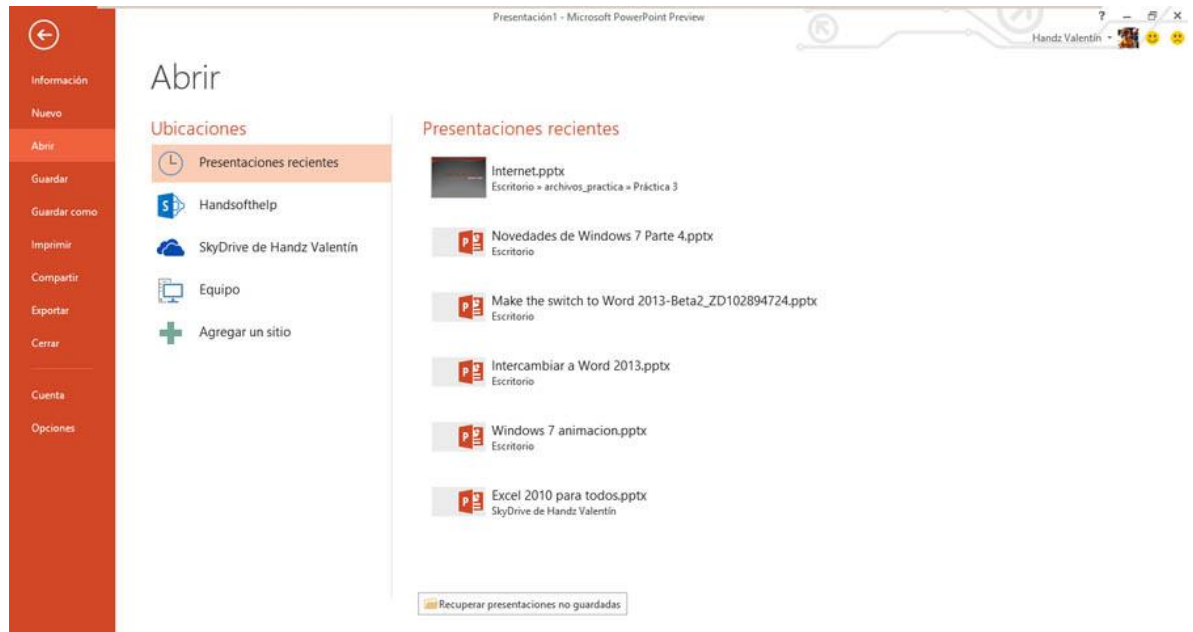 Presentación1 - Microsoft PowerPoint Preview
?
Handz Valentín
Información
Nuevo
Abrir
Guardar
Guardar como
Imprimir
Compartir
Exportar
Cerrar
Cuenta
Opciones
Abrir
Ubicaciones
Presentaciones recientes
Handsofthelp
SkyDrive de Handz Valentín
Equipo
Agregar un sitio
Presentaciones recientes
Internet.pptx
Escritorio » archivos_practica » Práctica 3
Novedades de Windows 7 Parte 4.pptx
Escritorio
Make the switch to Word 2013-Beta2_ZD102894724.pptx
Escritorio
Intercambiar a Word 2013.pptx
Escritorio
Windows 7 animacion.pptx
Escritorio
Excel 2010 para todos.pptx
SkyDrive de Handz Valentín
Recuperar presentaciones no guardadas